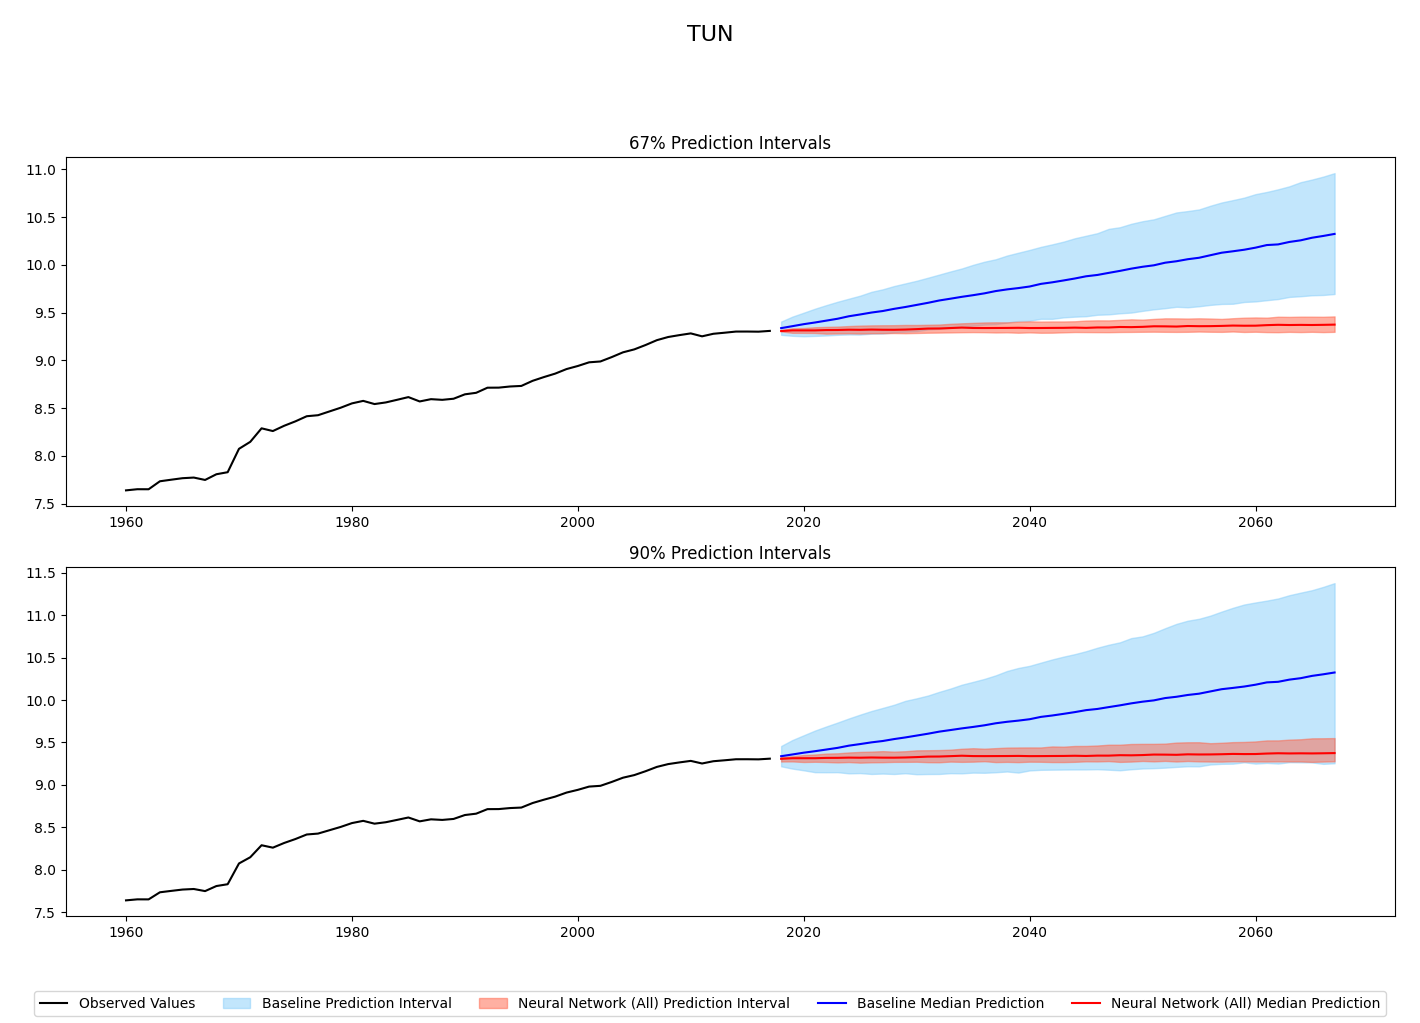 TUN
67% Prediction Intervals
11.0
10.5
10.0
9.5
9.0
8.5
8.0
7.5
1960 1980 2000 2020 2040 2060
90% Prediction Intervals
11.5
11.0
10.5
10.0
9.5
9.0
8.5
8.0
7.5
1960 1980 2000 2020 2040 2060
Observed Values Baseline Prediction Interval Neural Network (All) Prediction Interval Baseline Median Prediction Neural Network (All) Median Prediction